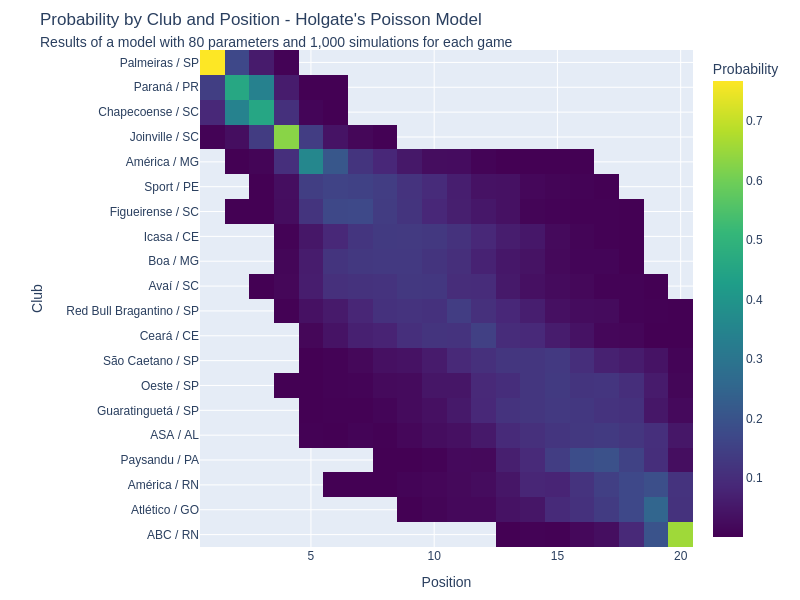 Probability by Club and Position - Holgate's Poisson Model
Results of a model with 80 parameters and 1,000 simulations for each game
Probability
Palmeiras / SP
Paraná / PR
Chapecoense / SC
Joinville / SC
América / MG
Sport / PE
Figueirense / SC
Icasa / CE
Boa / MG
Avaí / SC
Red Bull Bragantino / SP
Ceará / CE
São Caetano / SP
Oeste / SP
Guaratinguetá / SP
ASA / AL
Paysandu / PA
América / RN
Atlético / GO
ABC / RN
Club
5
10
15
20
Position
0.7
0.6
0.5
0.4
0.3
0.2
0.1